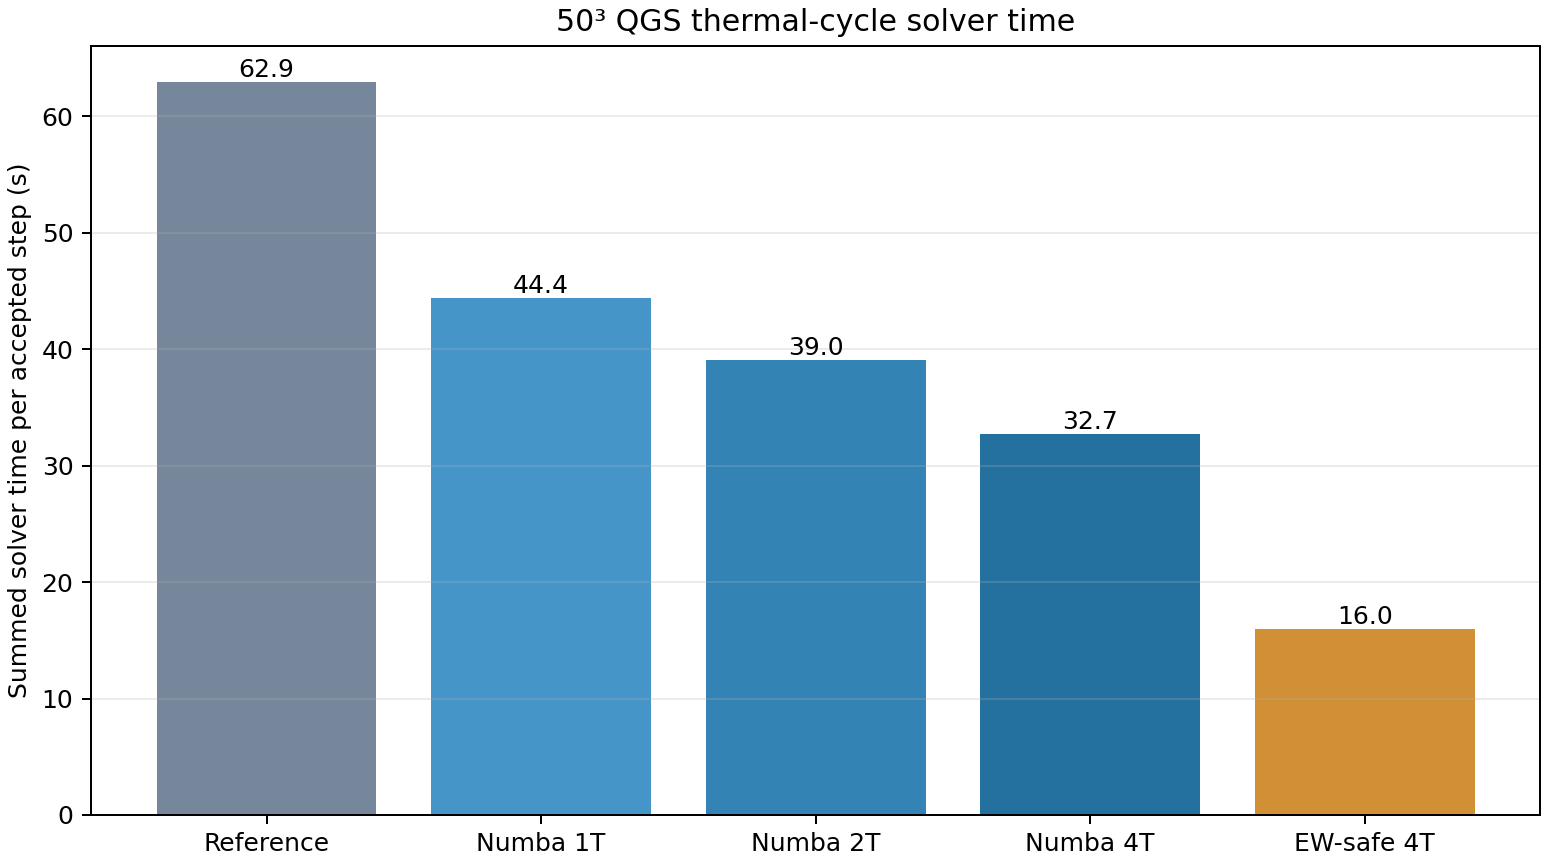 50³ QGS thermal-cycle solver time
Summed solver time per accepted step (s)
60
50
40
30
20
10
0
62.9
44.4
39.0
32.7
16.0
Reference
Numba 1T
Numba 2T
Numba 4T
EW-safe 4T